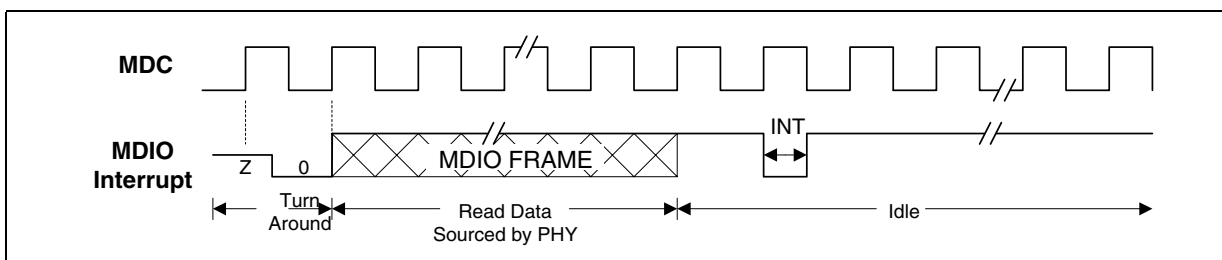 MDC
INT
MDIO
Interrupt
Z
0
MDIO FRAME
Turn
Around
Read Data
Sourced by PHY
Idle